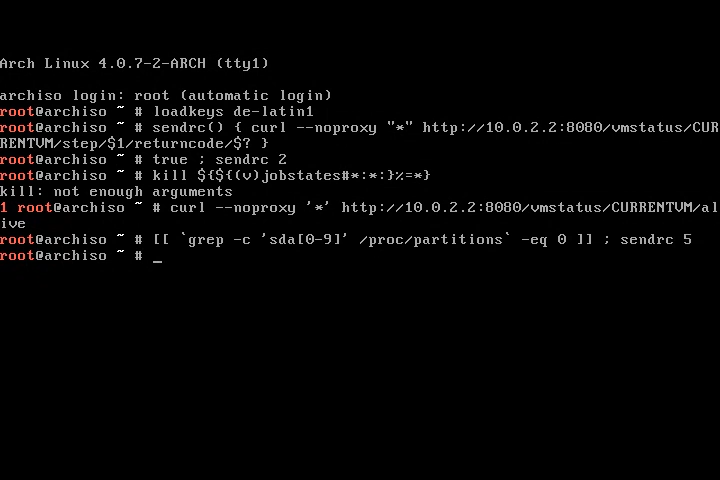 Arch Linux 4.0.7-2-ARCH (tty1)
archiso login: root (automatic login)
root@archiso ~ # loadkeys de-latin1
root@archiso ~ # sendrc() { curl --noproxy "*" http://10.0.2.2:8080/vmstatus/CUR
RENTVM/step/$1/returncode/$? }
root@archiso ~ # true ; sendrc 2
root@archiso ~ # kill ${${(v)jobstates#*:*:}%=*}
kill: not enough arguments
1 root@archiso ~ # curl --noproxy '*' http://10.0.2.2:8080/vmstatus/CURRENTVM/al
ive
root@archiso ~ # [[ `grep -c 'sda[0-9]' /proc/partitions` -eq 0 ]] ; sendrc 5
root@archiso ~ # _